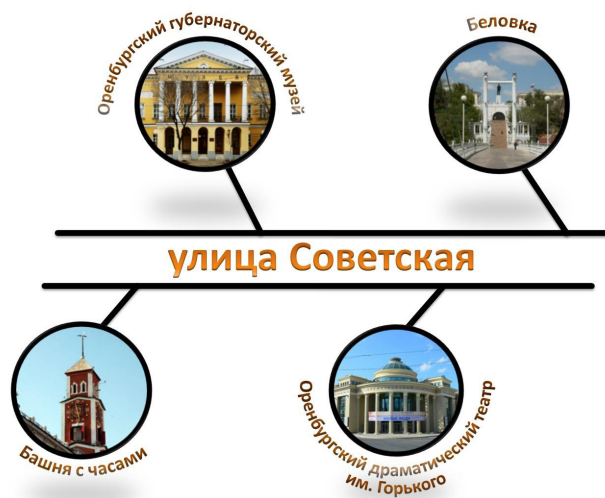 Оренбургский губернаторский музей
Беловка
улица Советская
Башня с часами
Оренбургский драматический театр
им. Горького